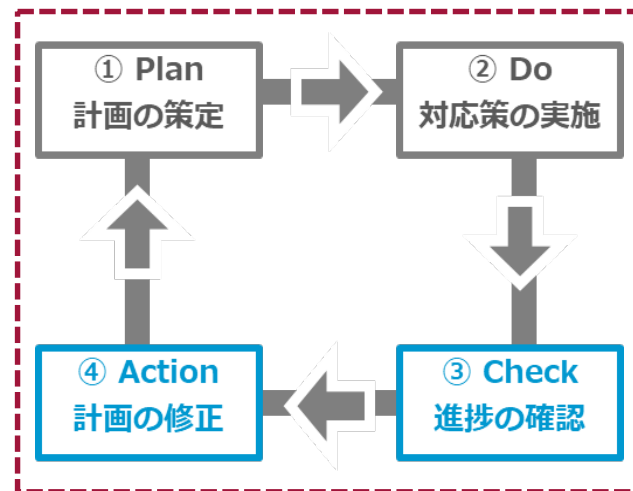 ① Plan
計画の策定
② Do
対応策の実施
③ Check
進捗の確認
④ Action
計画の修正